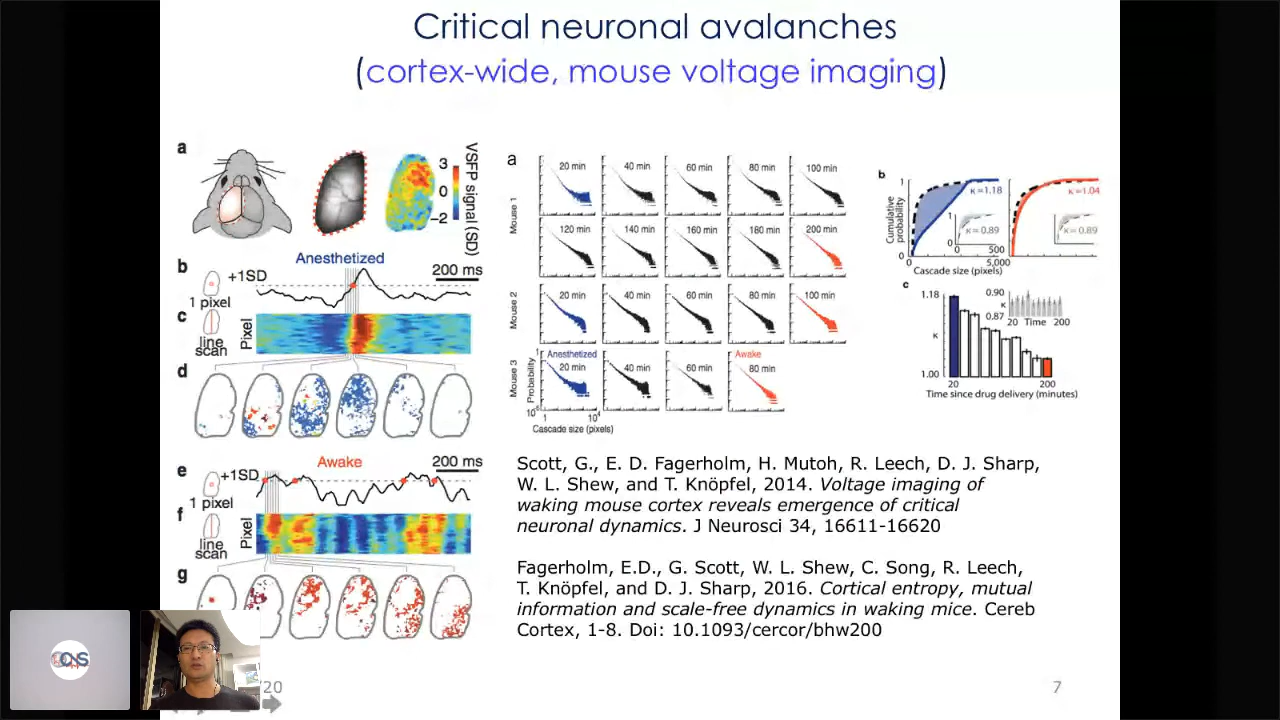 Critical neuronal avalanches
(cortex-wide, mouse voltage imaging)
a
3
0
−2
VSFP signal (SD)
Anesthetized
b
+1SD
200 ms
1 pixel
c
line
scan
Pixel
d
e
+1SD
Awake
200 ms
1 pixel
f
line
scan
Pixel
g
a
Mouse 1
20 min
40 min
60 min
80 min
100 min
120 min
140 min
160 min
180 min
200 min
Mouse 2
20 min
40 min
60 min
80 min
100 min
Mouse 3
Anesthetized
20 min
40 min
60 min
Awake
80 min
Probability
1
1
Cascade size (pixels)
b
Cumulative
probability
1
0
κ=1.18
1
κ=0.89
0
0
500
0
5,000
Cascade size (pixels)
κ=1.04
κ=0.89
c
1.18
κ
1.00
0.90
κ
0.87
20 Time 200
20
200
Time since drug delivery (minutes)
Scott, G., E. D. Fagerholm, H. Mutoh, R. Leech, D. J. Sharp,
W. L. Shew, and T. Knöpfel, 2014. Voltage imaging of
waking mouse cortex reveals emergence of critical
neuronal dynamics. J Neurosci 34, 16611-16620
Fagerholm, E.D., G. Scott, W. L. Shew, C. Song, R. Leech,
T. Knöpfel, and D. J. Sharp, 2016. Cortical entropy, mutual
information and scale-free dynamics in waking mice. Cereb
Cortex, 1-8. Doi: 10.1093/cercor/bhw200
/20
7